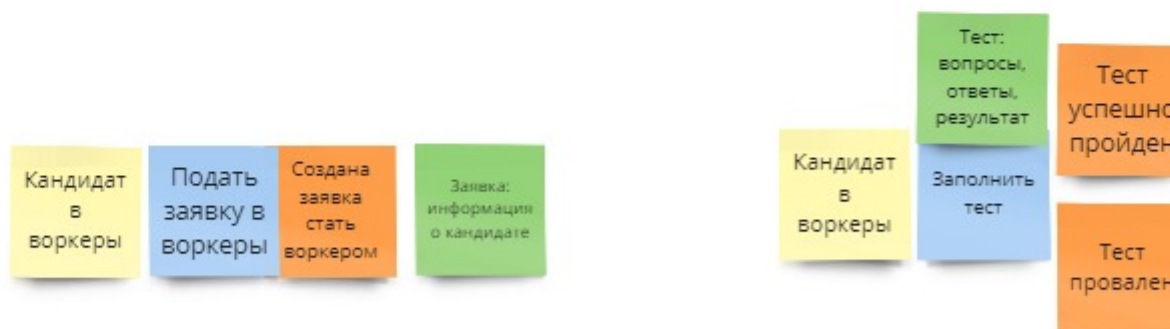 Кандидат
в
воркеры
Подать
заявку в
воркеры
Создана
заявка
стать
воркером
Заявка:
информация
о кандидате
Кандидат
в
воркеры
Тест:
вопросы,
ответы,
результат
Заполнить
тест
Тест
успешно
пройден
Тест
провален